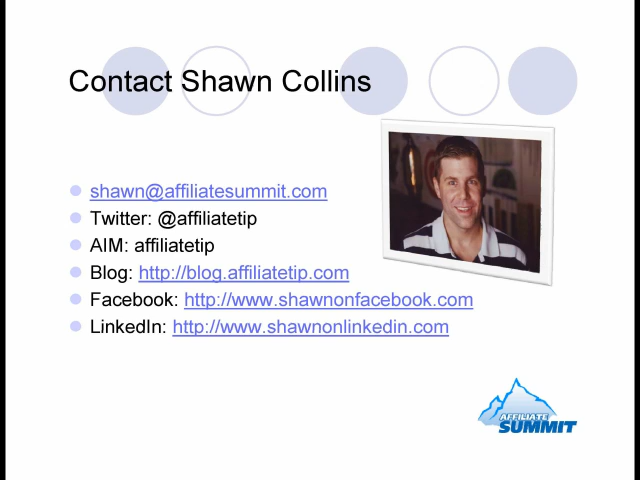 Contact Shawn Collins
shawn@affiliatesummit.com
Twitter: @affiliatetip
AIM: affiliatetip
Blog: http://blog.affiliatetip.com
Facebook: http://www.shawnonfacebook.com
LinkedIn: http://www.shawnonlinkedin.com
AFFILIATE
SUMMIT